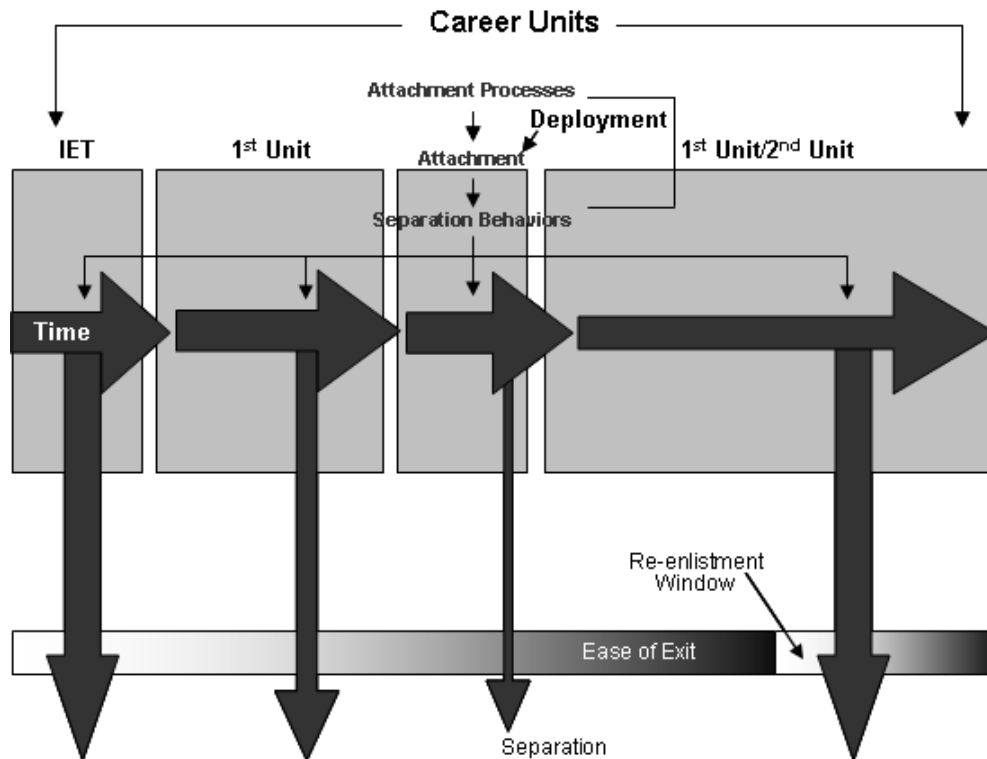 Career Units
Attachment Processes
Deployment
IET
1st Unit
Attachment
1st Unit/2nd Unit
Separation Behaviors
Time
Re-enlistment
Window
Ease of Exit
Separation